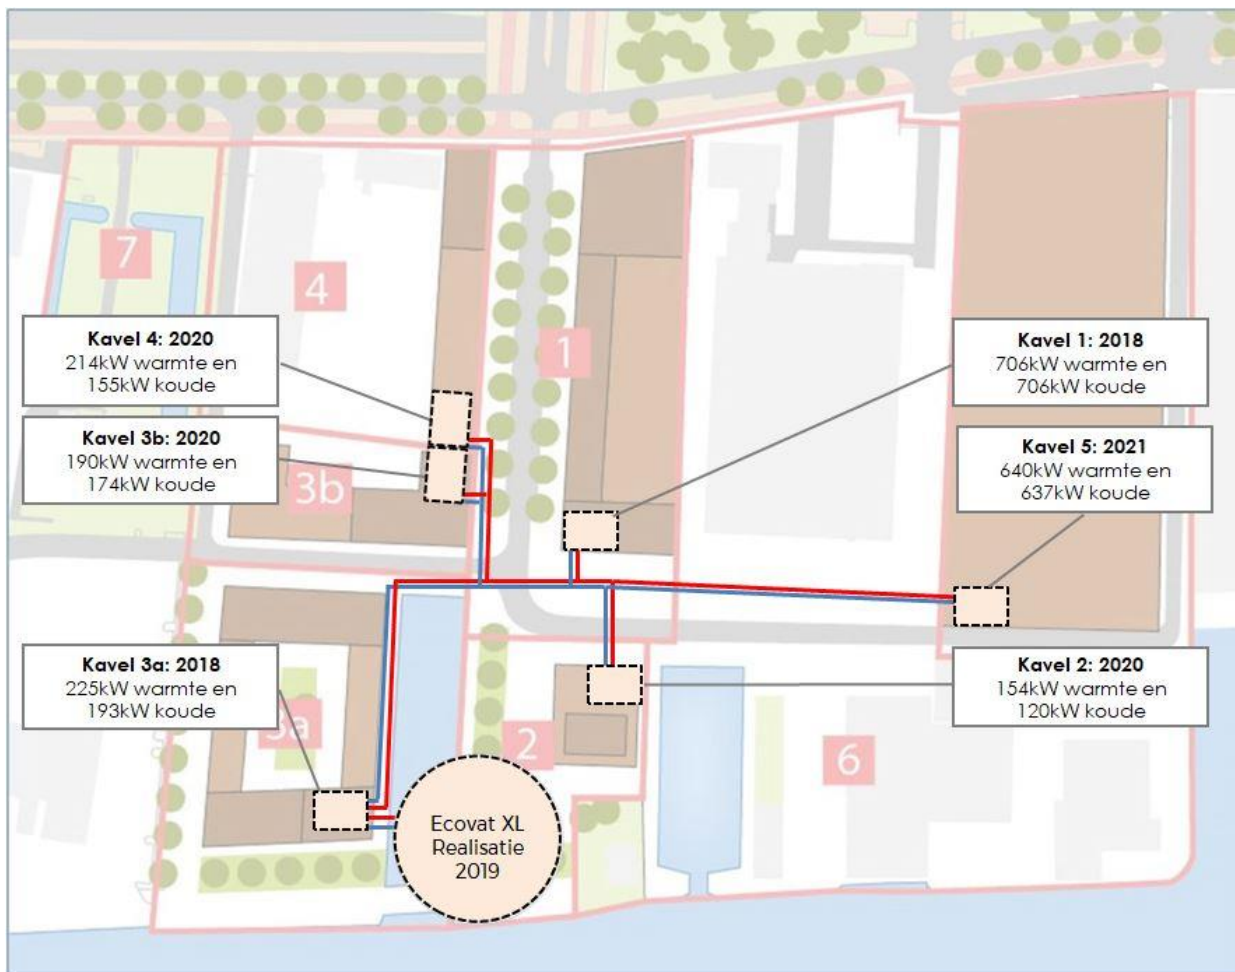 7
4
1
Kavel 4: 2020
214kW warmte en
155kW koude
Kavel 1: 2018
706kW warmte en
706kW koude
Kavel 3b: 2020
190kW warmte en
174kW koude
3b
Kavel 5: 2021
640kW warmte en
637kW koude
Kavel 3a: 2018
225kW warmte en
193kW koude
3a
Kavel 2: 2020
154kW warmte en
120kW koude
2
6
Ecovat XL
Realisatie
2019